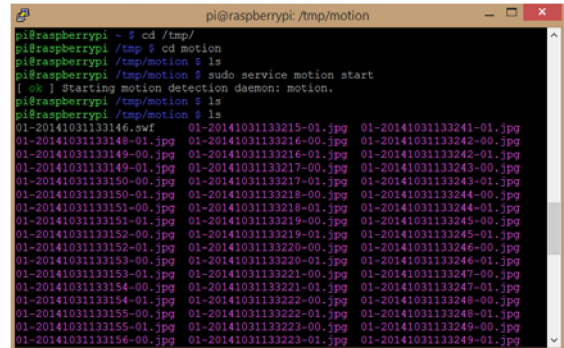 pi@raspberrypi: /tmp/motion
pi@raspberrypi ~ $ cd /tmp/
pi@raspberrypi /tmp $ cd motion
pi@raspberrypi /tmp/motion $ ls
pi@raspberrypi /tmp/motion $ sudo service motion start
[ ok ] Starting motion detection daemon: motion.
pi@raspberrypi /tmp/motion $ ls
pi@raspberrypi /tmp/motion $ ls
01-20141031133146.swf 01-20141031133215-01.jpg 01-20141031133241-01.jpg
01-20141031133148-01.jpg 01-20141031133216-00.jpg 01-20141031133242-00.jpg
01-20141031133149-00.jpg 01-20141031133216-01.jpg 01-20141031133242-01.jpg
01-20141031133149-01.jpg 01-20141031133217-00.jpg 01-20141031133243-00.jpg
01-20141031133150-00.jpg 01-20141031133217-01.jpg 01-20141031133243-01.jpg
01-20141031133150-01.jpg 01-20141031133218-00.jpg 01-20141031133244-00.jpg
01-20141031133151-00.jpg 01-20141031133218-01.jpg 01-20141031133244-01.jpg
01-20141031133151-01.jpg 01-20141031133219-00.jpg 01-20141031133245-00.jpg
01-20141031133152-00.jpg 01-20141031133219-01.jpg 01-20141031133245-01.jpg
01-20141031133152-01.jpg 01-20141031133220-00.jpg 01-20141031133246-00.jpg
01-20141031133153-00.jpg 01-20141031133220-01.jpg 01-20141031133246-01.jpg
01-20141031133153-01.jpg 01-20141031133221-00.jpg 01-20141031133247-00.jpg
01-20141031133154-00.jpg 01-20141031133221-01.jpg 01-20141031133247-01.jpg
01-20141031133154-01.jpg 01-20141031133222-00.jpg 01-20141031133248-00.jpg
01-20141031133155-00.jpg 01-20141031133222-01.jpg 01-20141031133248-01.jpg
01-20141031133155-01.jpg 01-20141031133223-00.jpg 01-20141031133249-00.jpg
01-20141031133156-00.jpg 01-20141031133223-01.jpg 01-20141031133249-01.jpg